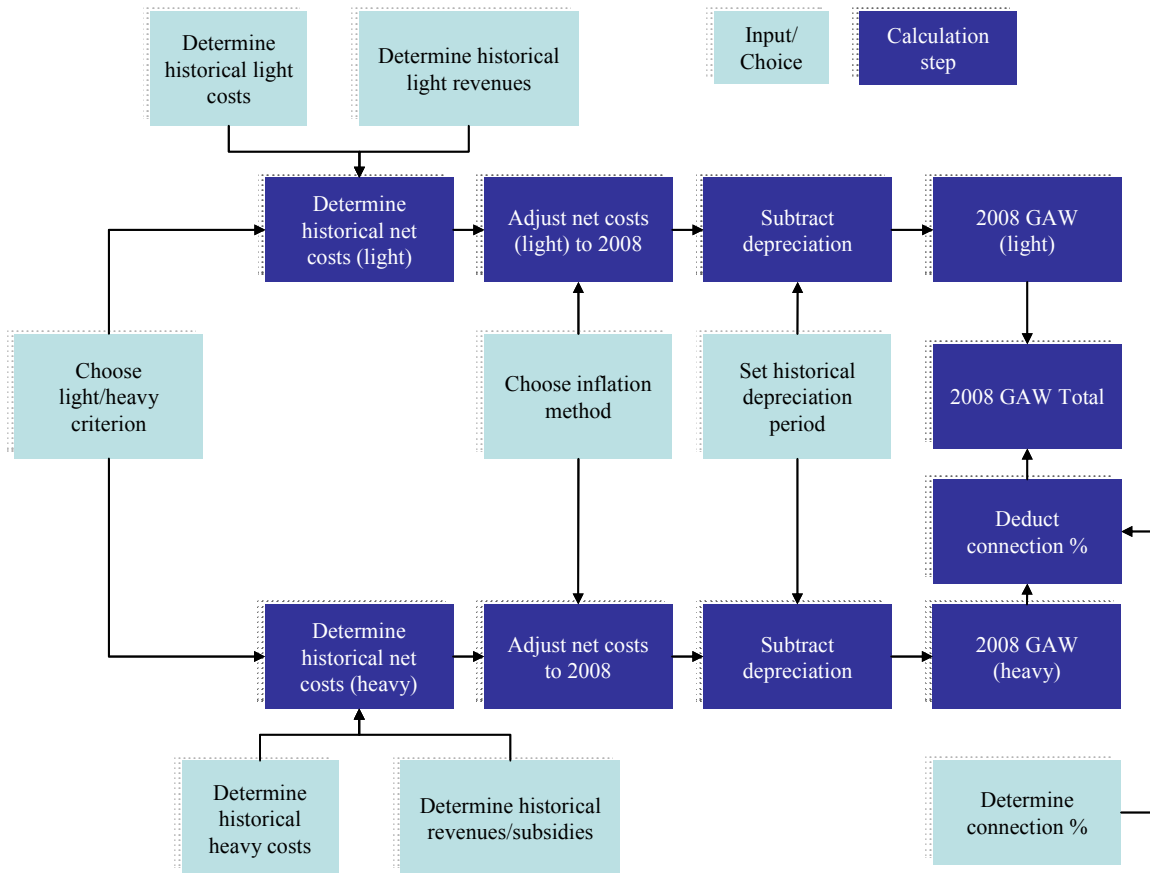 Determine
historical light
costs
Determine historical
light revenues
Input/
Choice
Calculation
step
Determine
historical net
costs (light)
Adjust net costs
(light) to 2008
Subtract
depreciation
2008 GAW
(light)
Choose
light/heavy
criterion
Choose inflation
method
Set historical
depreciation
period
2008 GAW Total
Deduct
connection %
Determine
historical net
costs (heavy)
Adjust net costs
to 2008
Subtract
depreciation
2008 GAW
(heavy)
Determine
historical
heavy costs
Determine historical
revenues/subsidies
Determine
connection %